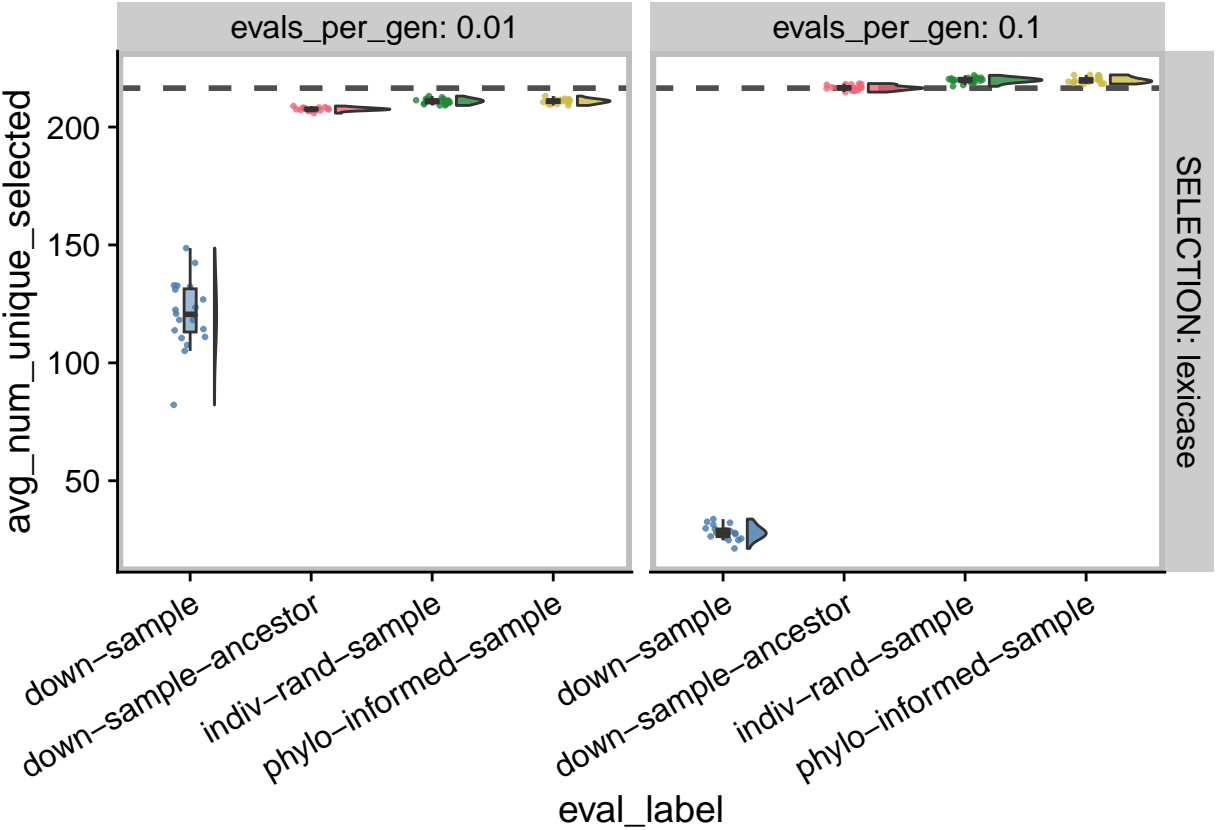 evals_per_gen: 0.01
evals_per_gen: 0.1
avg_num_unique_selected
200
150
100
50
SELECTION: lexicase
down−sample
down−sample−ancestor
indiv−rand−sample
phylo−informed−sample
down−sample
down−sample−ancestor
indiv−rand−sample
phylo−informed−sample
eval_label